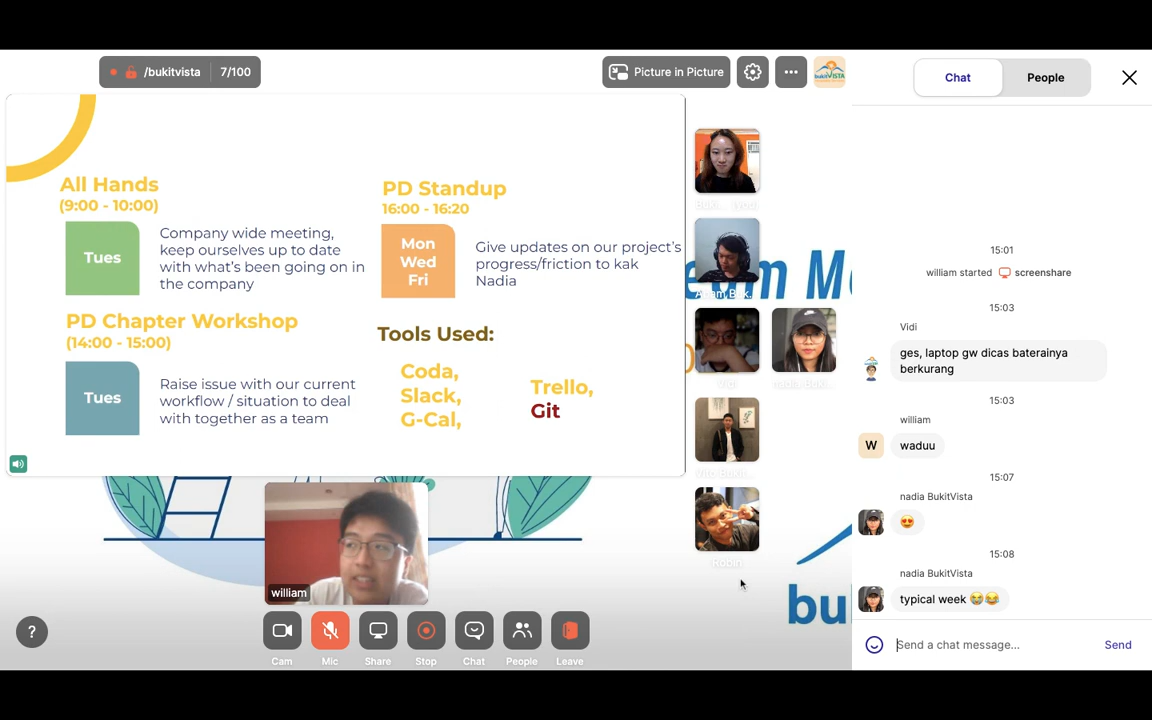 /bukitvista 7/100
Picture in Picture
bukitVISTA
All Hands
(9:00 - 10:00)
Tues
Company wide meeting,
keep ourselves up to date
with what's been going on in
the company
PD Standup
16:00 - 16:20
Mon
Wed
Fri
Give updates on our project's
progress/friction to kak
Nadia
PD Chapter Workshop
(14:00 - 15:00)
Tues
Raise issue with our current
workflow / situation to deal
with together as a team
Tools Used:
Coda,
Slack,
G-Cal,
Trello,
Git
Vidi
Robin
bu
william
?
Cam
Mic
Share
Stop
Chat
People
Leave
Chat
People
15:01
william started screenshare
15:03
Vidi
ges, laptop gw dicas baterainya
berkurang
15:03
william
W
waduu
15:07
nadia BukitVista
😍
15:08
nadia BukitVista
typical week 😭😂
Send a chat message...
Send